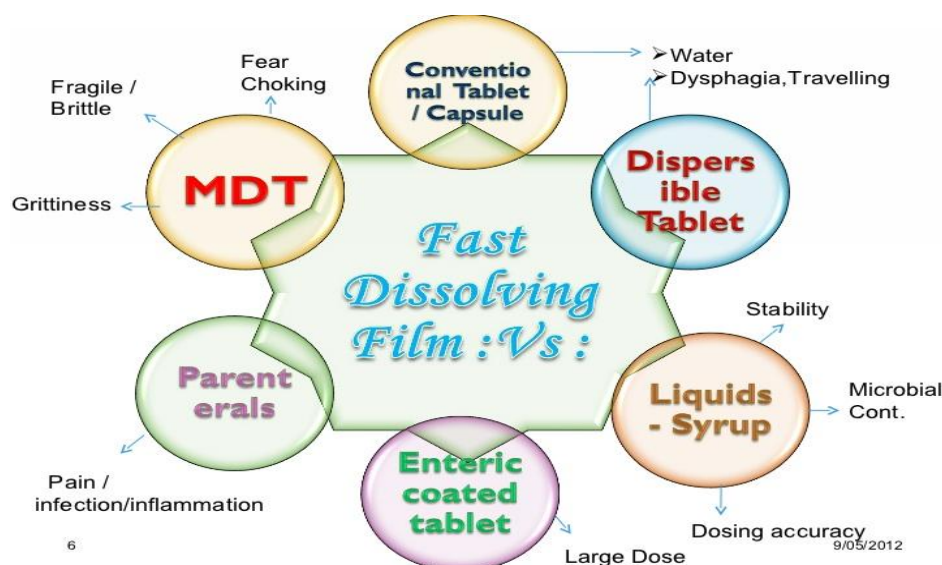 Fear
Choking
Fragile /
Brittle
Conventio
nal Tablet
/ Capsule
➢Water
➢Dysphagia,Travelling
MDT
Grittiness
Dispers
ible
Tablet
Fast
Dissolving
Film : Vs :
Stability
Parent
erals
Liquids
- Syrup
Microbial
Cont.
Pain /
infection/inflammation
Enteric
coated
tablet
Dosing accuracy
Large Dose
6
9/05/2012